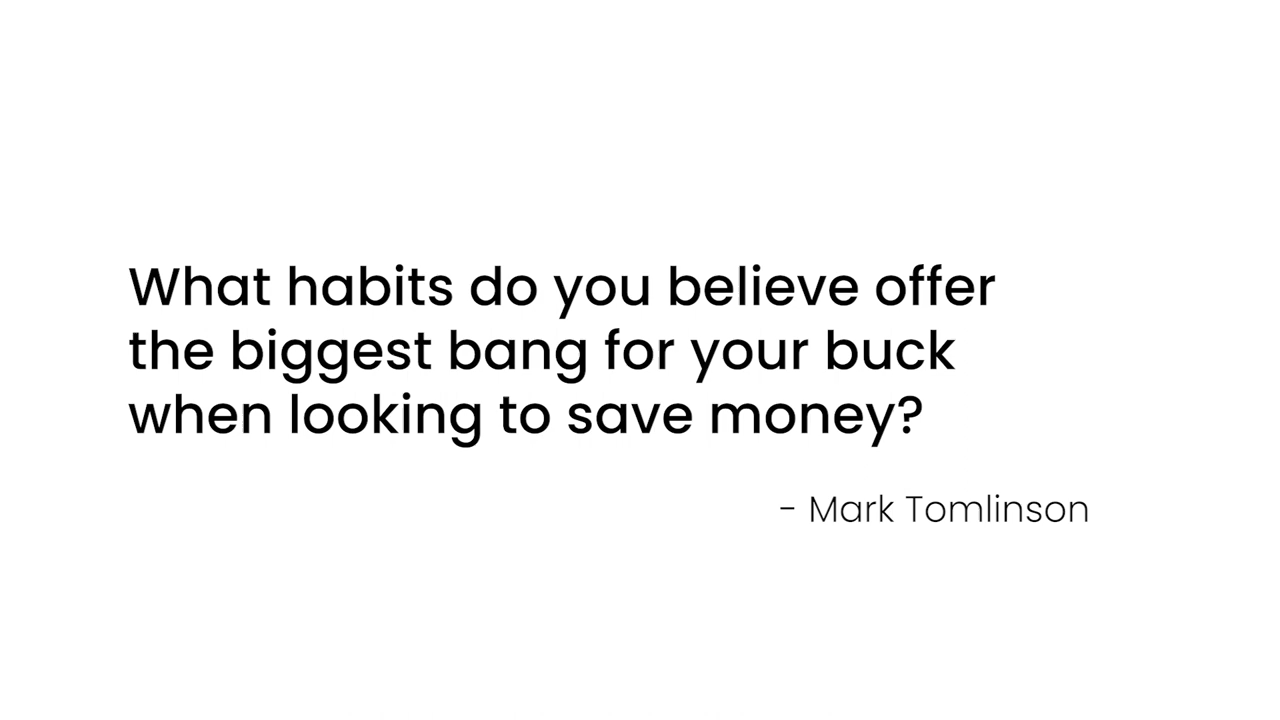 What habits do you believe offer
the biggest bang for your buck
when looking to save money?
- Mark Tomlinson